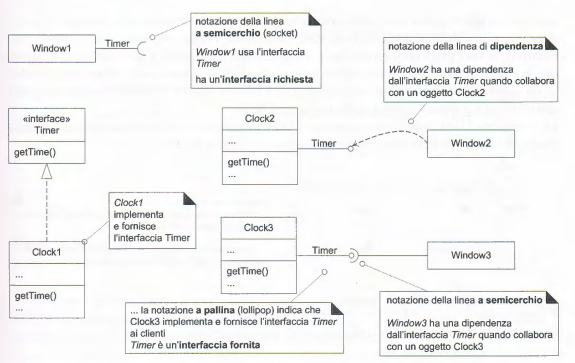 Window1
Timer
notazione della linea
a semicerchio (socket)
Window1 usa l'interfaccia
Timer
ha un'interfaccia richiesta
notazione della linea di dipendenza
Window2 ha una dipendenza
dall'interfaccia Timer quando collabora
con un oggetto Clock2
«interface»
Timer
getTime()
Clock2
...
getTime()
...
Timer
Window2
Clock1
implementa
e fornisce
l'interfaccia Timer
Clock1
...
getTime()
...
Clock3
...
getTime()
...
Timer
Window3
... la notazione a pallina (lollipop) indica che
Clock3 implementa e fornisce l'interfaccia Timer
ai clienti
Timer è un'interfaccia fornita
notazione della linea a semicerchio
Window3 ha una dipendenza
dall'interfaccia Timer quando collabora
con un oggetto Clock3